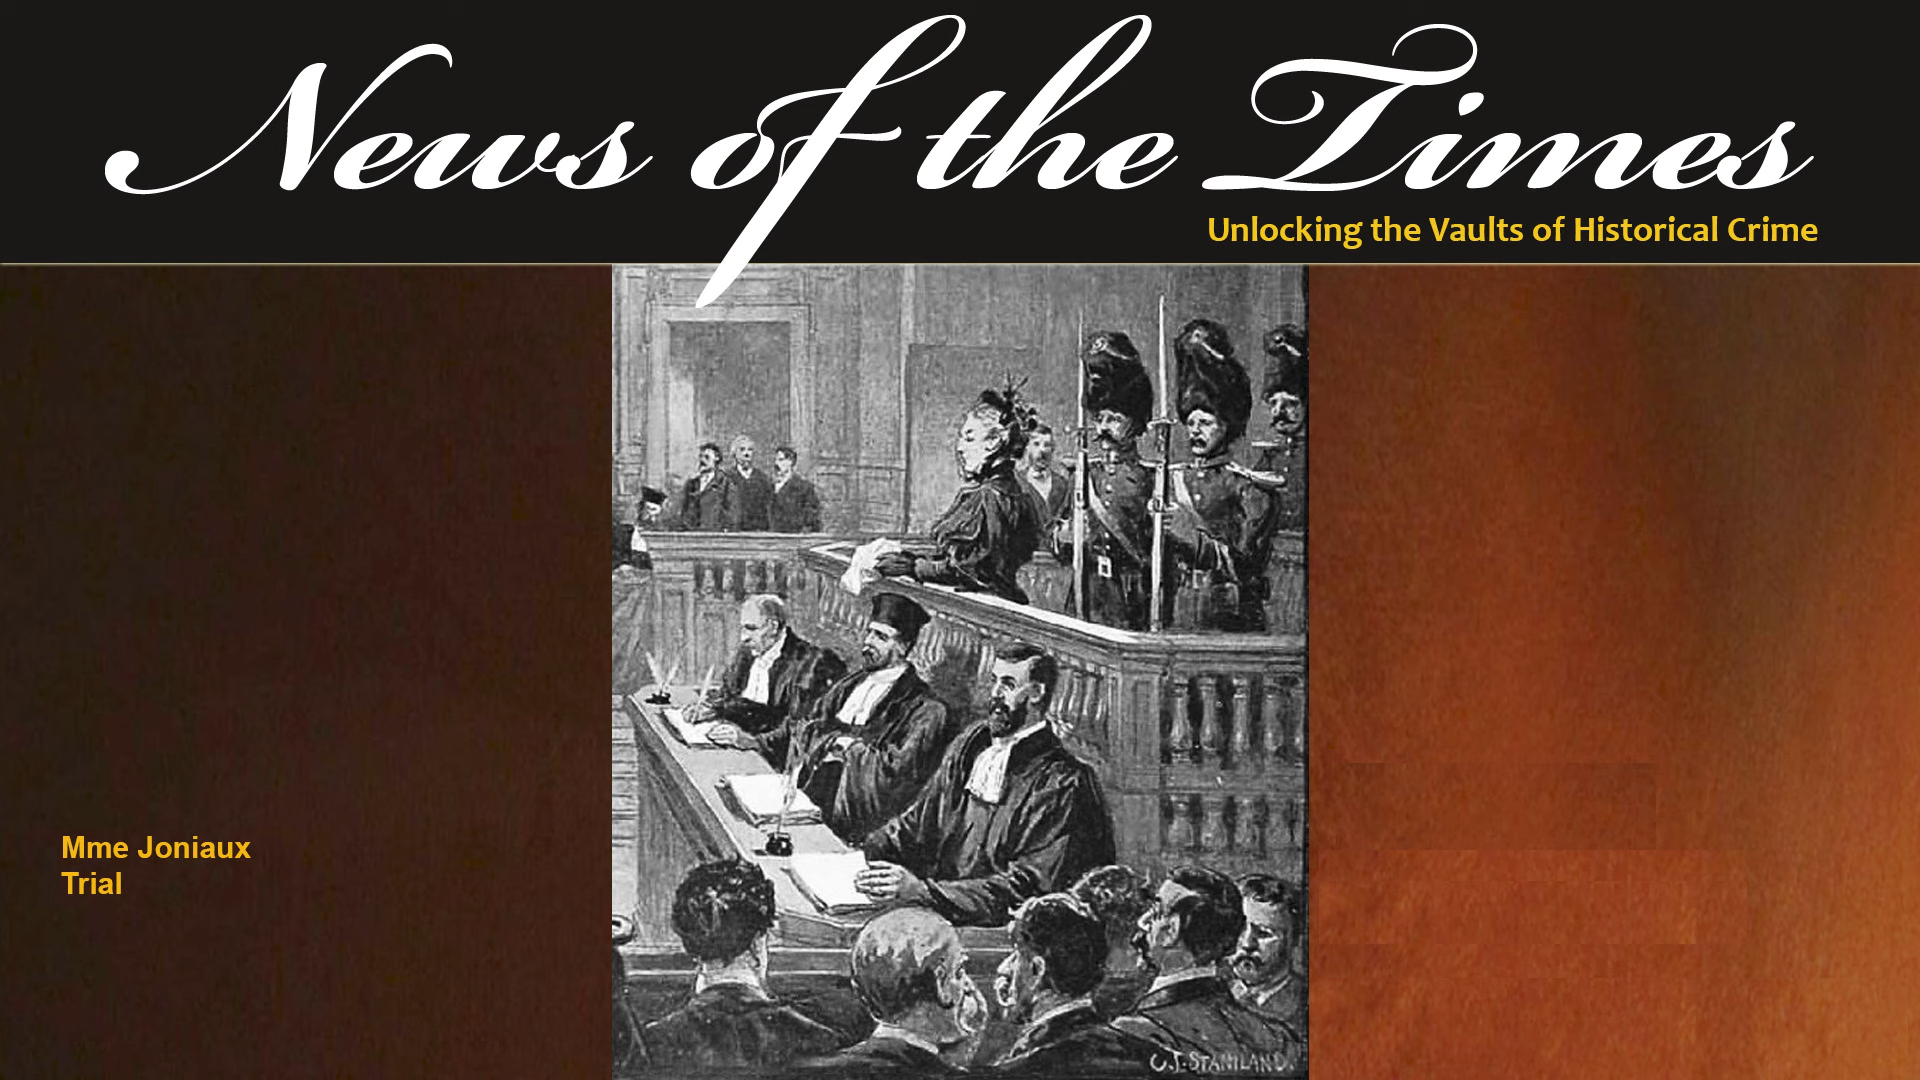 News of the Times
Unlocking the Vaults of Historical Crime
Mme Joniaux
Trial
C.J. STANILAND.